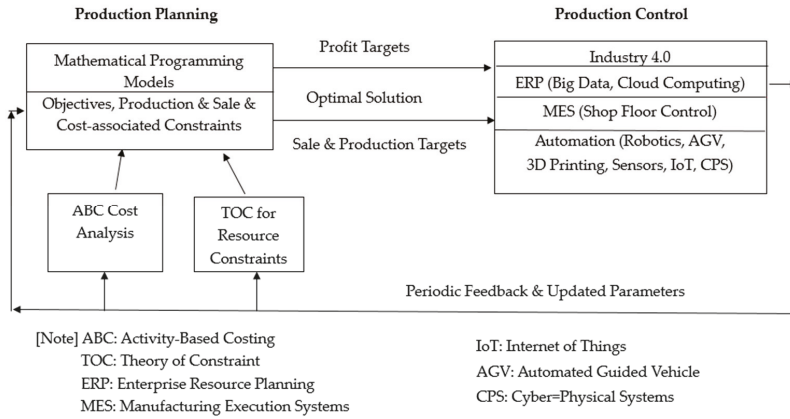 Production Planning
Production Control
Mathematical Programming
Models
Objectives, Production & Sale &
Cost-associated Constraints
Profit Targets
Optimal Solution
Sale & Production Targets
Industry 4.0
ERP (Big Data, Cloud Computing)
MES (Shop Floor Control)
Automation (Robotics, AGV,
3D Printing, Sensors, IoT, CPS)
ABC Cost
Analysis
TOC for
Resource
Constraints
Periodic Feedback & Updated Parameters
[Note] ABC: Activity-Based Costing
TOC: Theory of Constraint
ERP: Enterprise Resource Planning
MES: Manufacturing Execution Systems
IoT: Internet of Things
AGV: Automated Guided Vehicle
CPS: Cyber=Physical Systems